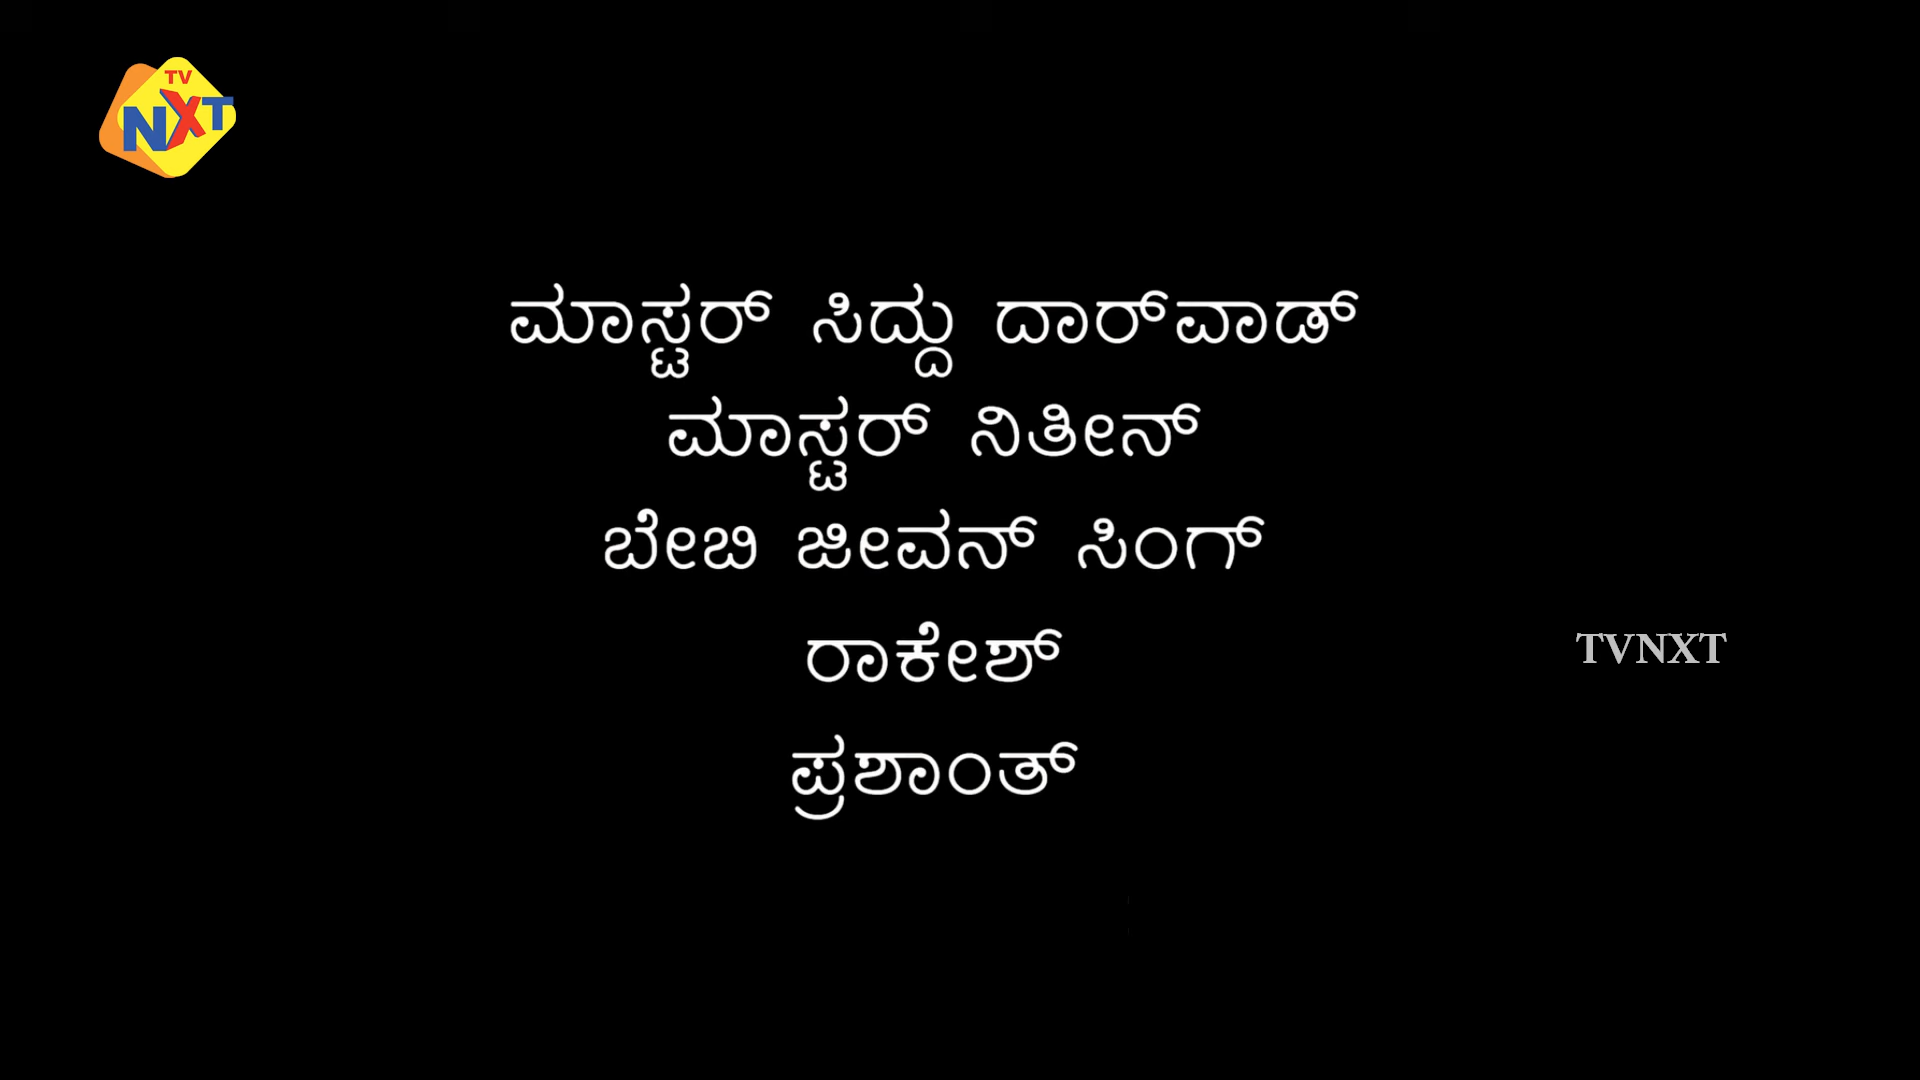 TV
NXT
ಮಾಸ್ಟರ್ ಸಿದ್ದು ದಾರ್‌ವಾಡ್
ಮಾಸ್ಟರ್ ನಿತೀನ್
ಬೇಬಿ ಜೀವನ್ ಸಿಂಗ್
ರಾಕೇಶ್
TVNXT
ಪ್ರಶಾಂತ್